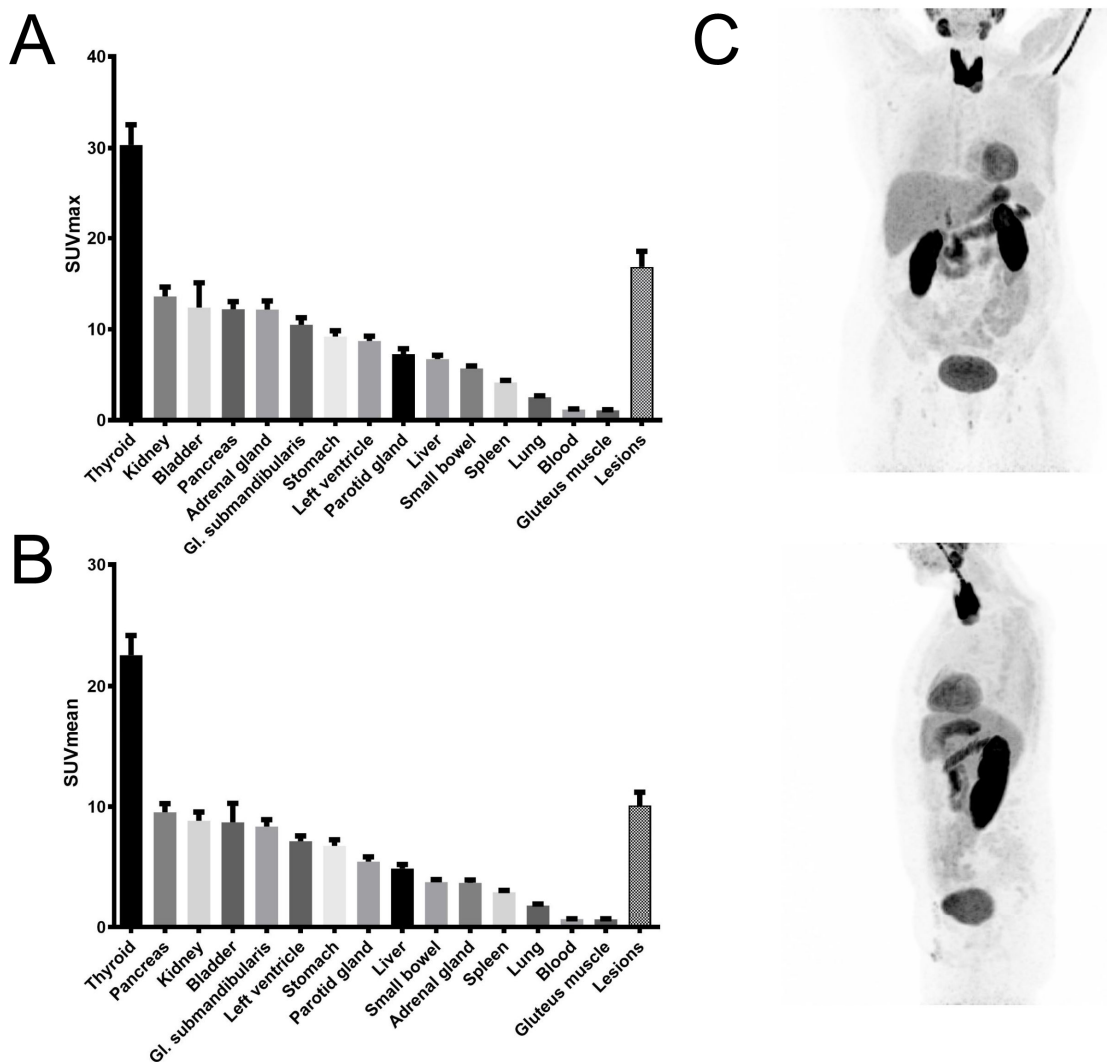 A
40
30
20
10
0
SUVmax
Thyroid
Kidney
Bladder
Pancreas
Adrenal gland
Gl. submandibularis
Stomach
Left ventricle
Parotid gland
Liver
Small bowel
Spleen
Lung
Blood
Gluteus muscle
Lesions
B
30
20
10
0
SUVmean
Thyroid
Pancreas
Kidney
Bladder
Gl. submandibularis
Left ventricle
Stomach
Parotid gland
Liver
Small bowel
Adrenal gland
Spleen
Lung
Blood
Gluteus muscle
Lesions
C